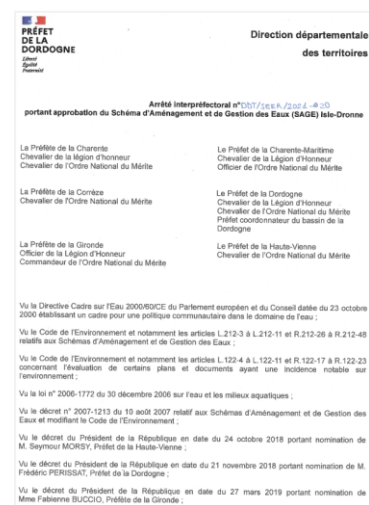 PRÉFET
DE LA
DORDOGNE
Liberté
Égalité
Fraternité
Direction départementale
des territoires
Arrêté interpréfectoral n°DDT/SEER/2021-020
portant approbation du Schéma d'Aménagement et de Gestion des Eaux (SAGE) Isle-Dronne
La Préfète de la Charente
Chevalier de la légion d'honneur
Chevalier de l'Ordre National du Mérite
Le Préfet de la Charente-Maritime
Chevalier de la Légion d'Honneur
Officier de l'Ordre National du Mérite
La Préfète de la Corrèze
Chevalier de l'Ordre National du Mérite
Le Préfet de la Dordogne
Chevalier de la Légion d'Honneur
Chevalier de l'Ordre National du Mérite
Préfet coordonnateur du bassin de la
Dordogne
La Préfète de la Gironde
Officier de la Légion d'Honneur
Commandeur de l'Ordre National du Mérite
Le Préfet de la Haute-Vienne
Chevalier de l'Ordre National du Mérite
Vu la Directive Cadre sur l'Eau 2000/60/CE du Parlement européen et du Conseil datée du 23 octobre
2000 établissant un cadre pour une politique communautaire dans le domaine de l'eau ;
Vu le Code de l'Environnement et notamment les articles L.212-3 à L.212-11 et R.212-26 à R.212-48
relatifs aux Schémas d'Aménagement et de Gestion des Eaux ;
Vu le Code de l'Environnement et notamment les articles L.122-4 à L.122-11 et R.122-17 à R.122-23
concernant l'évaluation de certains plans et documents ayant une incidence notable sur
l'environnement ;
Vu la loi n° 2006-1772 du 30 décembre 2006 sur l'eau et les milieux aquatiques ;
Vu le décret n° 2007-1213 du 10 août 2007 relatif aux Schémas d'Aménagement et de Gestion des
Eaux et modifiant le Code de l'Environnement ;
Vu le décret du Président de la République en date du 24 octobre 2018 portant nomination de
M. Seymour MORSY, Préfet de la Haute-Vienne ;
Vu le décret du Président de la République en date du 21 novembre 2018 portant nomination de M.
Frédéric PERISSAT, Préfet de la Dordogne ;
Vu le décret du Président de la République en date du 27 mars 2019 portant nomination de
Mme Fabienne BUCCIO, Préfète de la Gironde ;